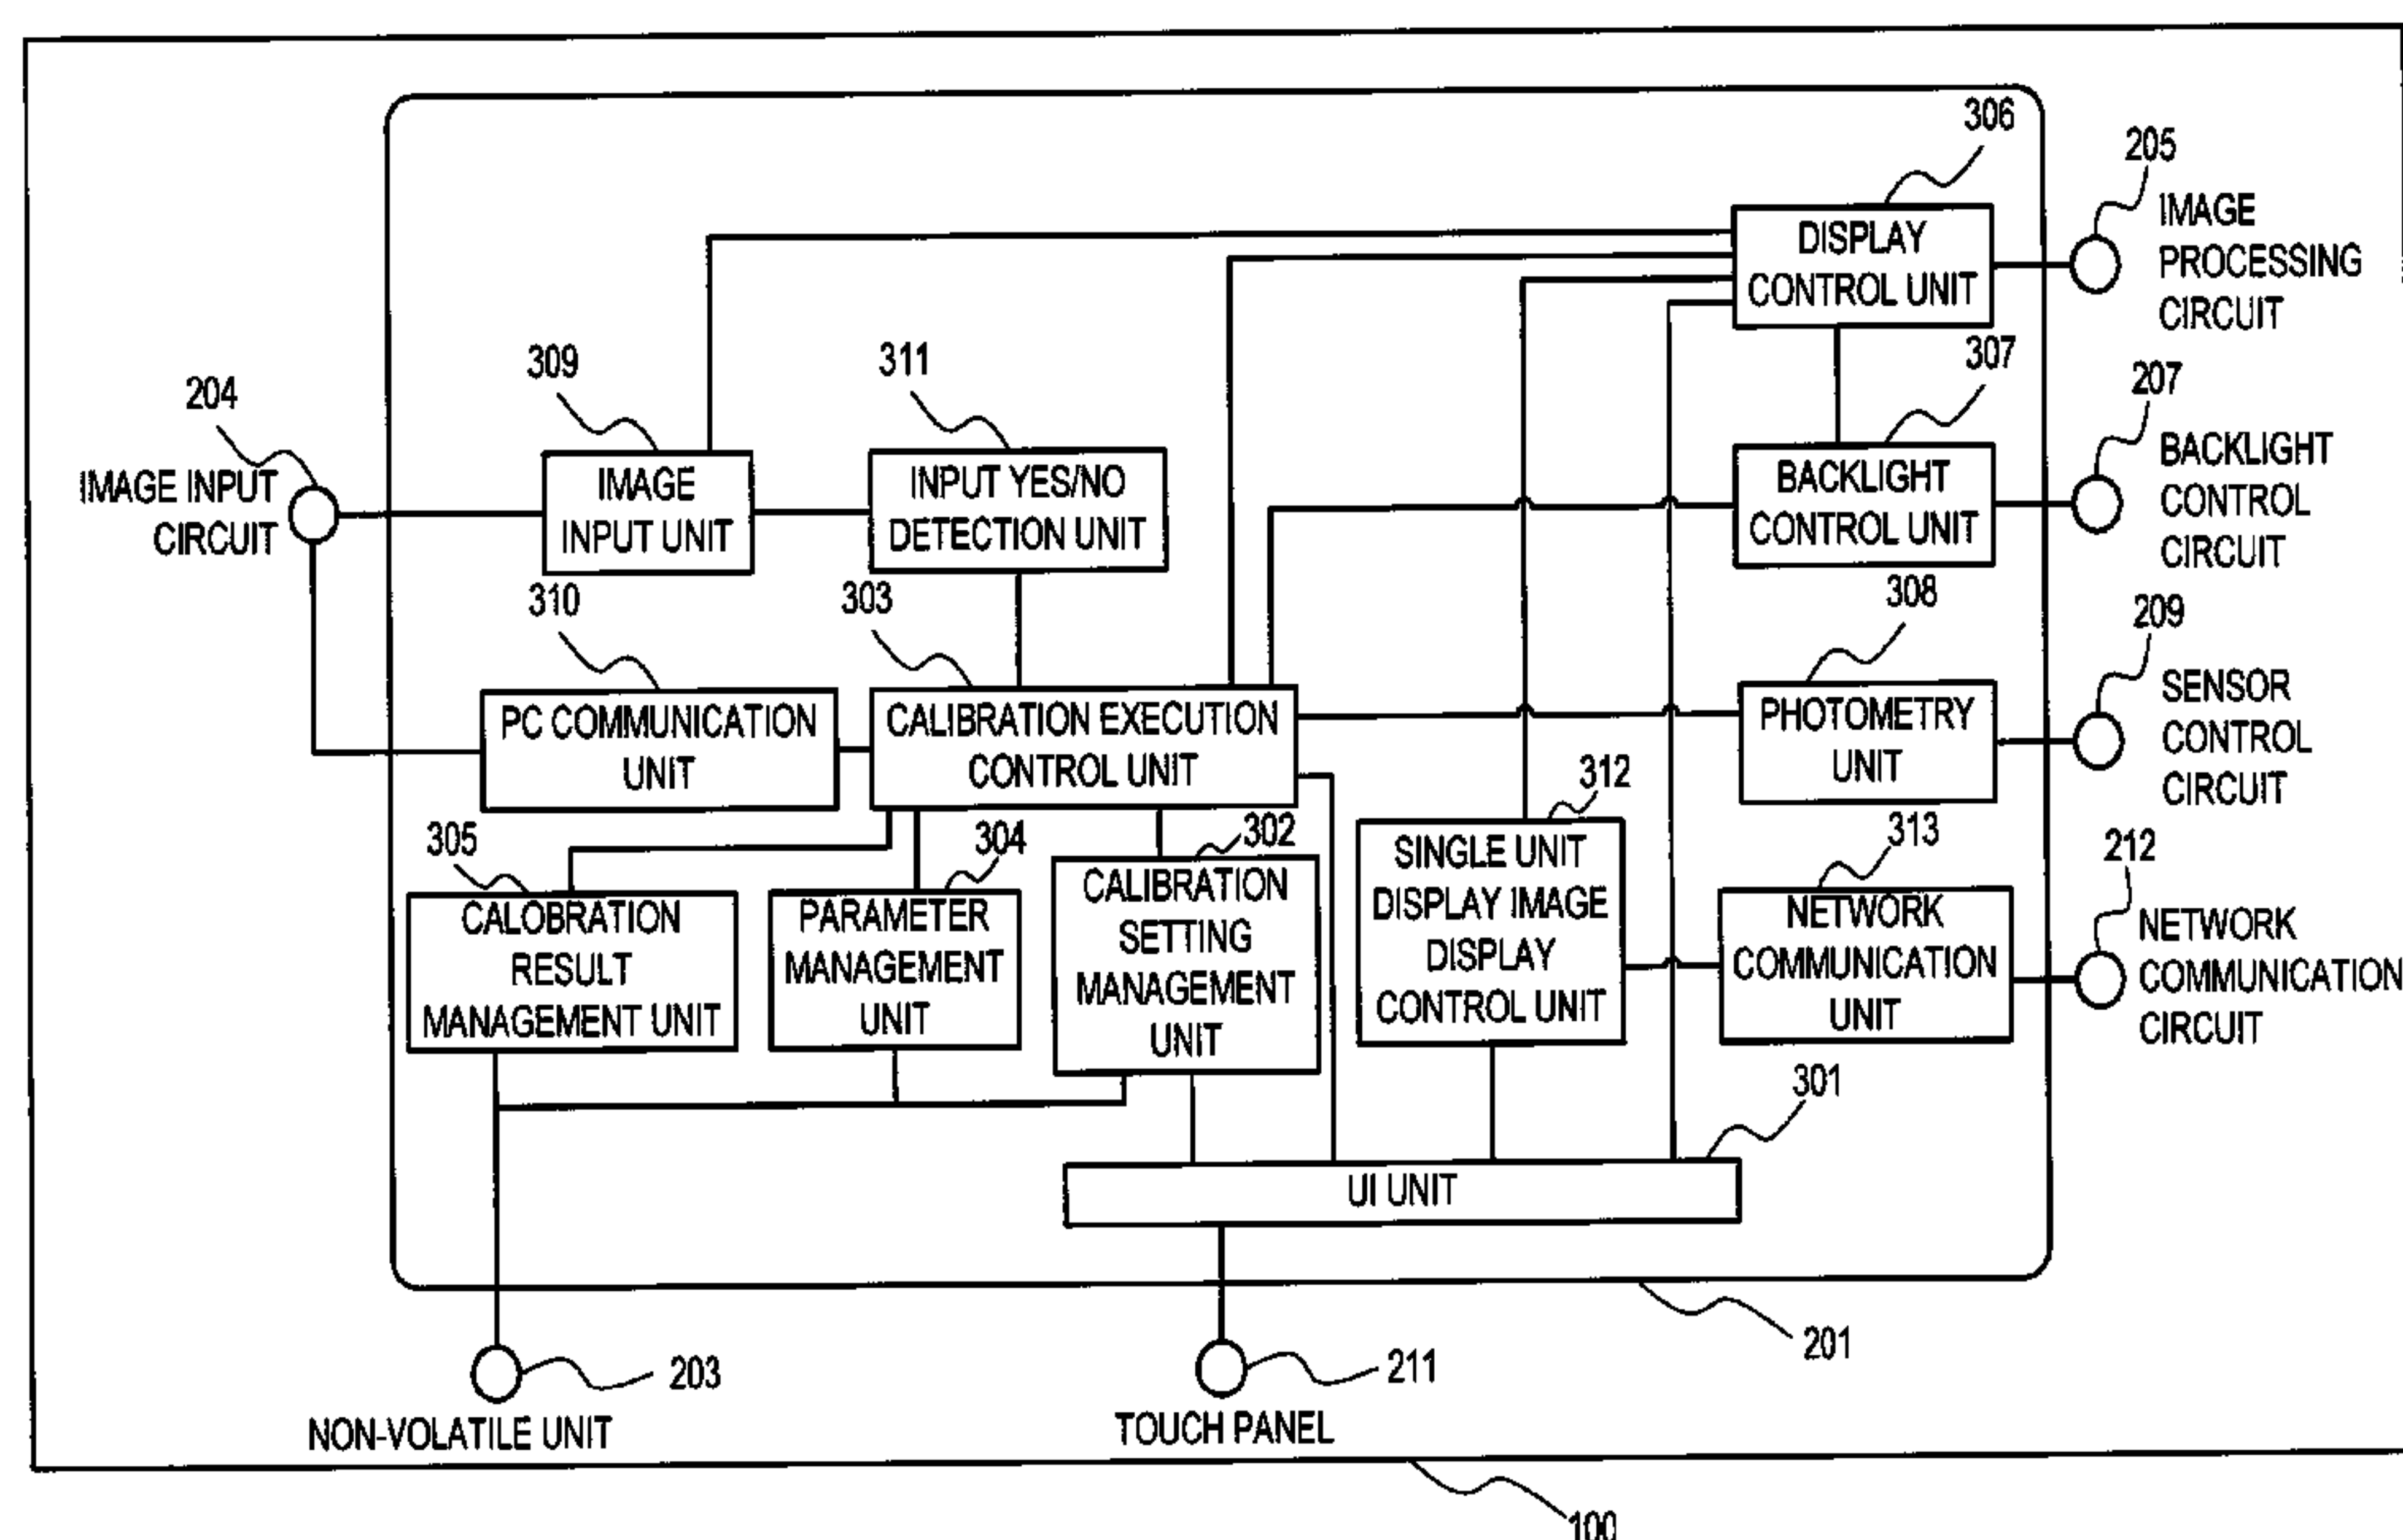 306
205
IMAGE
PROCESSING
CIRCUIT
DISPLAY
CONTROL UNIT
307
207
BACKLIGHT
CONTROL
CIRCUIT
BACKLIGHT
CONTROL UNIT
309
311
204
IMAGE INPUT
CIRCUIT
IMAGE
INPUT UNIT
INPUT YES/NO
DETECTION UNIT
310
303
308
209
SENSOR
CONTROL
CIRCUIT
PC COMMUNICATION
UNIT
CALIBRATION EXECUTION
CONTROL UNIT
PHOTOMETRY
UNIT
312
305
304
302
313
212
NETWORK
COMMUNICATION
CIRCUIT
CALOBRATION
RESULT
MANAGEMENT UNIT
PARAMETER
MANAGEMENT
UNIT
CALIBRATION
SETTING
MANAGEMENT
UNIT
SINGLE UNIT
DISPLAY IMAGE
DISPLAY
CONTROL UNIT
NETWORK
COMMUNICATION
UNIT
301
UI UNIT
201
203
NON-VOLATILE UNIT
211
TOUCH PANEL
100